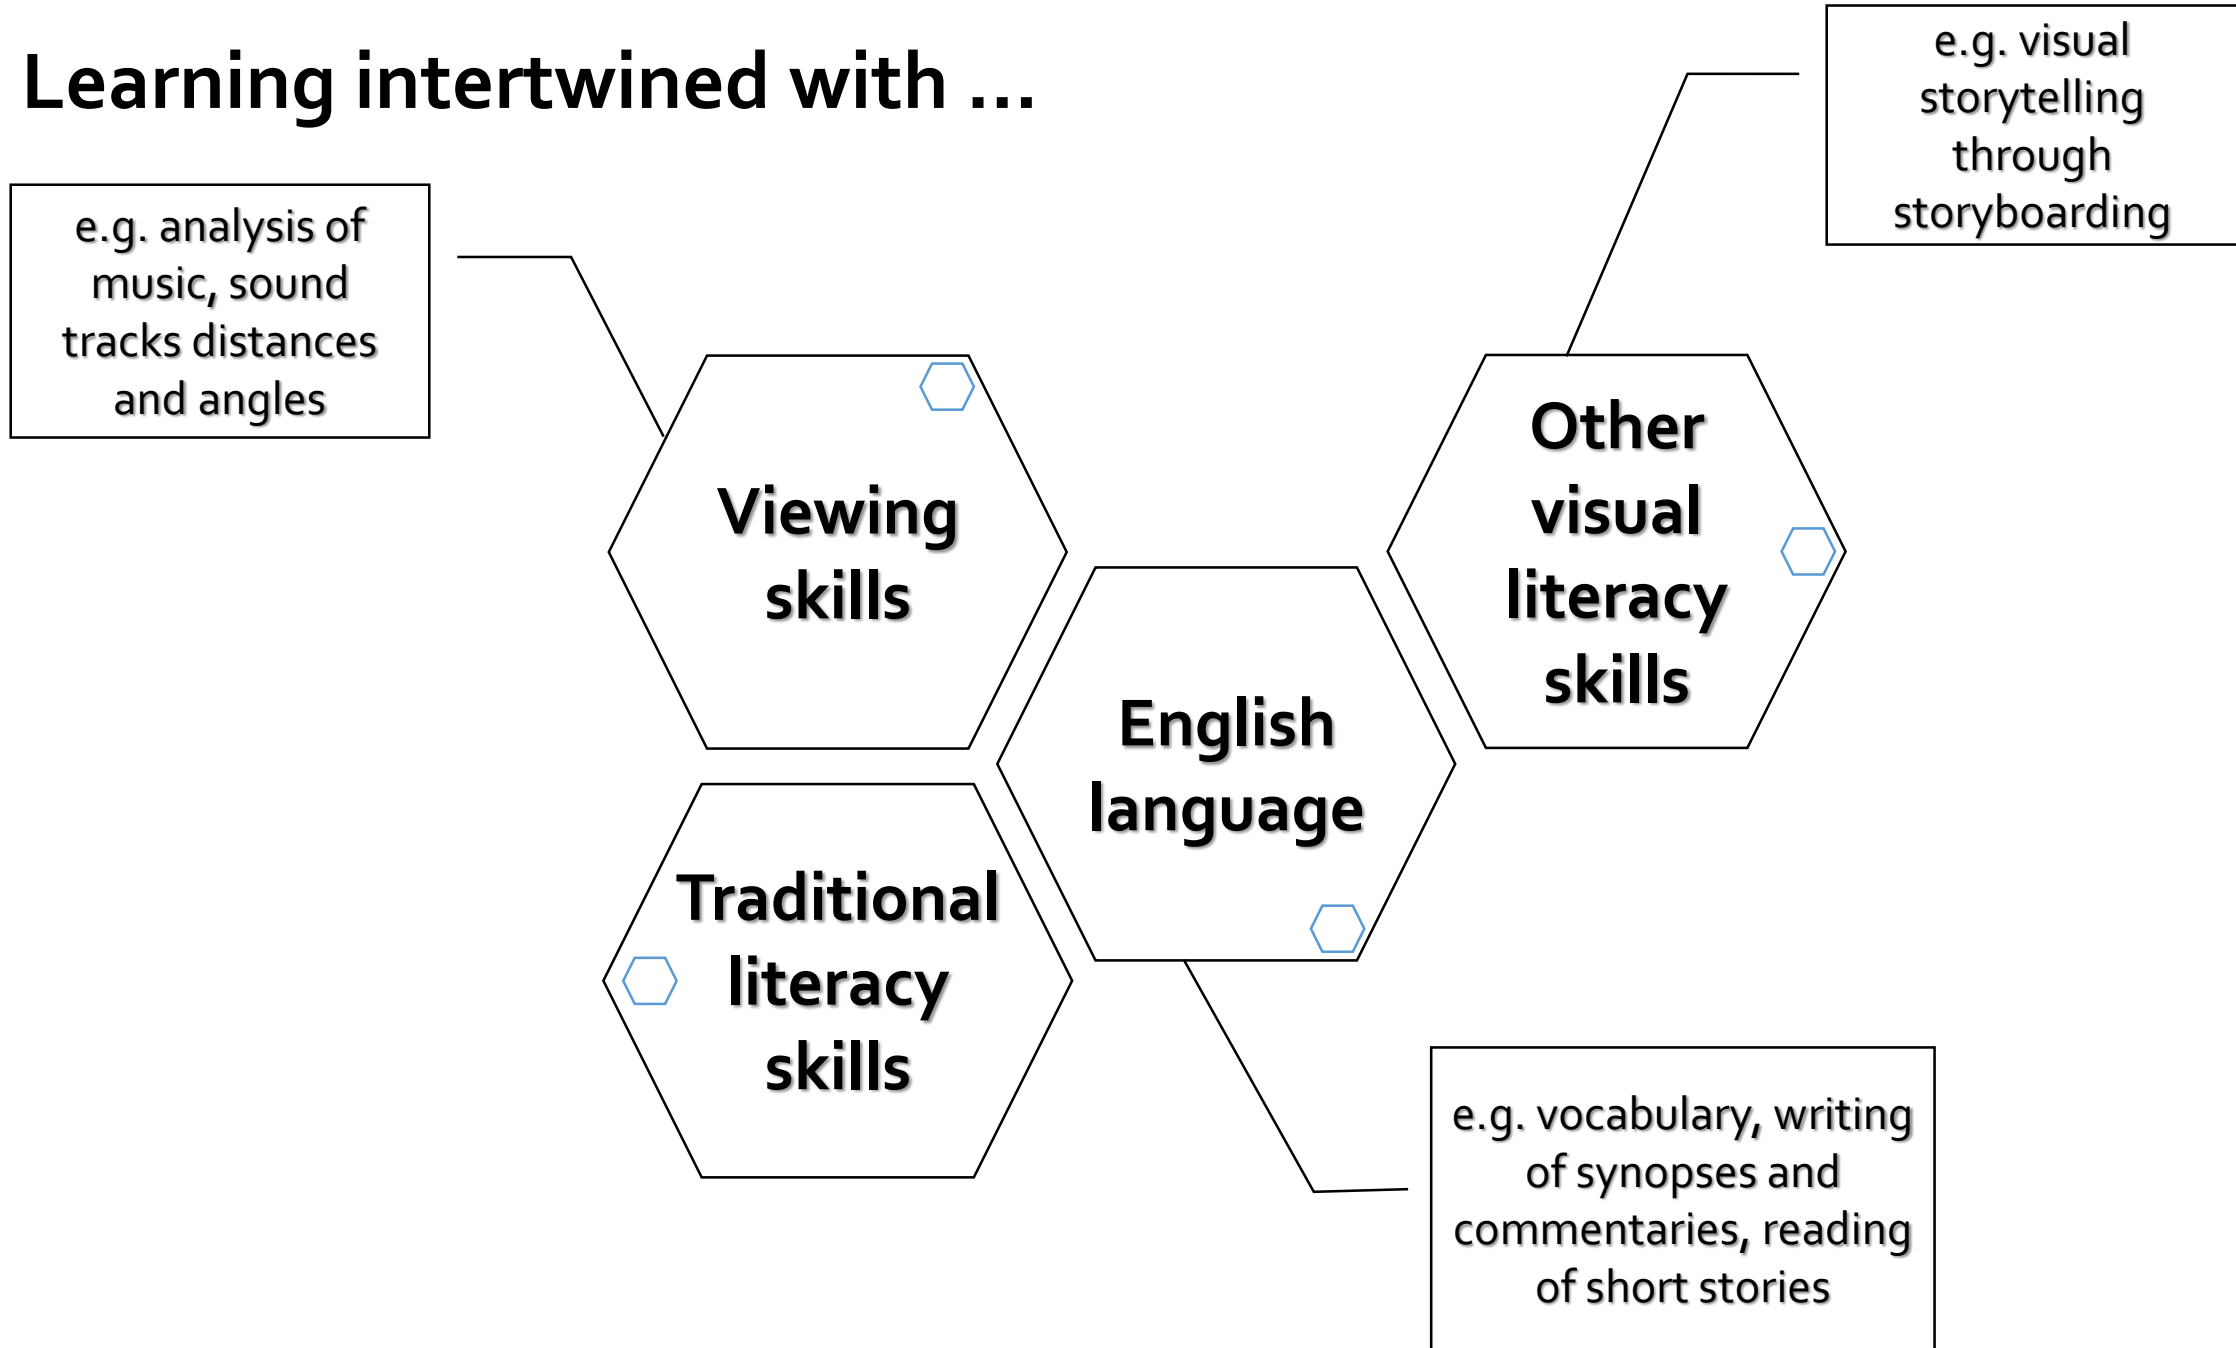 Learning intertwined with ...
e.g. analysis of
music, sound
tracks distances
and angles
e.g. visual
storytelling
through
storyboarding
Viewing
skills
Other
visual
literacy
skills
English
language
Traditional
literacy
skills
e.g. vocabulary, writing
of synopses and
commentaries, reading
of short stories